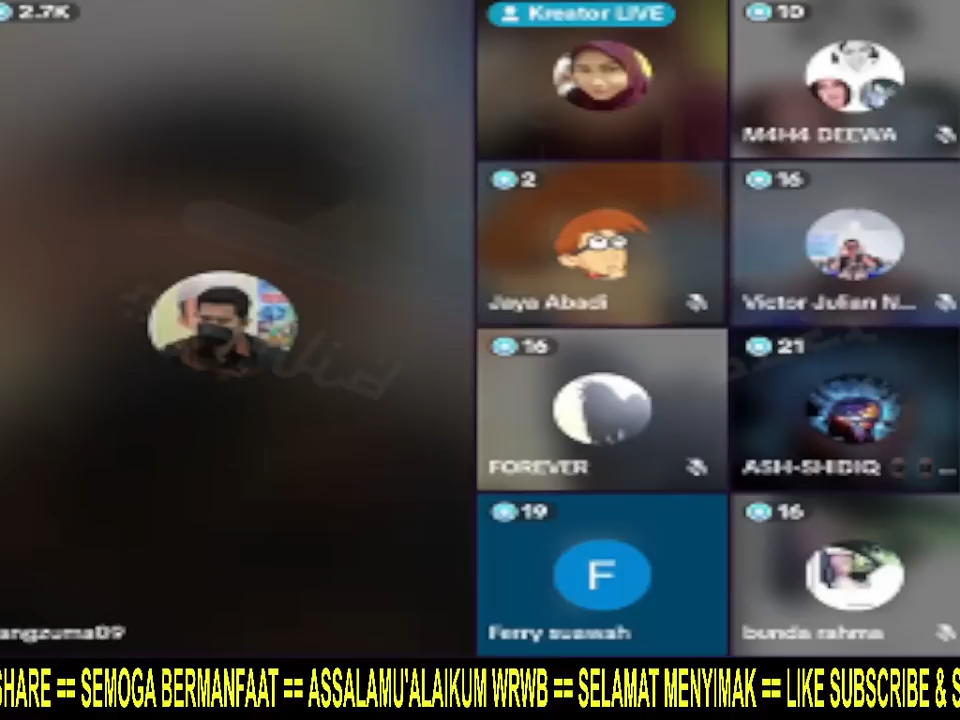 2.7K
Kreator LIVE
10
M4H4 DEEWA
2
Jaya Abadi
16
Victor Julian N...
16
FOREVER
21
ASH-SHIDIQ
19
F
Ferry suawah
16
bunda rahma
angzuma09
SHARE == SEMOGA BERMANFAAT == ASSALAMU'ALAIKUM WRWB == SELAMAT MENYIMAK == LIKE SUBSCRIBE & S